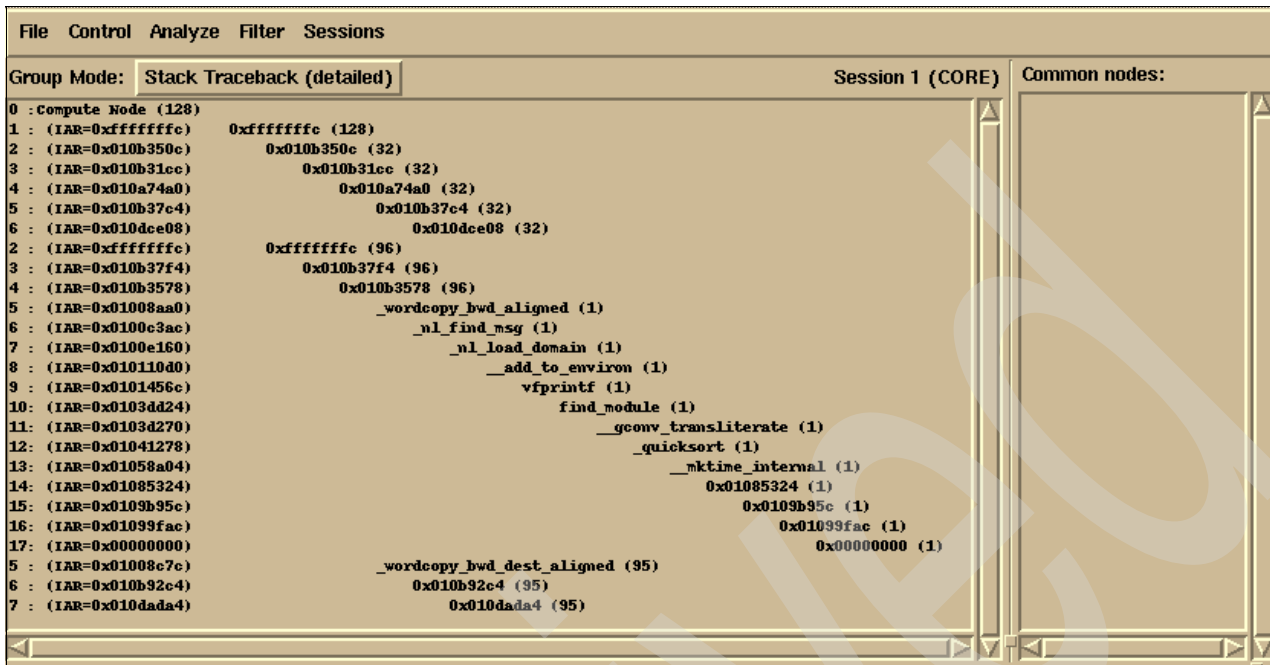 File Control Analyze Filter Sessions
Group Mode: Stack Traceback (detailed) Session 1 (CORE) Common nodes:
0 :Compute Node (128)
1 : (IAR=0xfffffffc) 0xfffffffc (128)
2 : (IAR=0x010b350c) 0x010b350c (32)
3 : (IAR=0x010b31cc) 0x010b31cc (32)
4 : (IAR=0x010a74a0) 0x010a74a0 (32)
5 : (IAR=0x010b37c4) 0x010b37c4 (32)
6 : (IAR=0x010dce08) 0x010dce08 (32)
2 : (IAR=0xfffffffc) 0xfffffffc (96)
3 : (IAR=0x010b37f4) 0x010b37f4 (96)
4 : (IAR=0x010b3578) 0x010b3578 (96)
5 : (IAR=0x01008aa0) _wordcopy_bwd_aligned (1)
6 : (IAR=0x0100c3ac) _nl_find_msg (1)
7 : (IAR=0x0100e160) _nl_load_domain (1)
8 : (IAR=0x010110d0) __add_to_environ (1)
9 : (IAR=0x0101456c) vfprintf (1)
10: (IAR=0x0103dd24) find_module (1)
11: (IAR=0x0103d270) __gconv_transliterate (1)
12: (IAR=0x01041278) _quicksort (1)
13: (IAR=0x01058a04) __mktime_internal (1)
14: (IAR=0x01085324) 0x01085324 (1)
15: (IAR=0x0109b95c) 0x0109b95c (1)
16: (IAR=0x01099fac) 0x01099fac (1)
17: (IAR=0x00000000) 0x00000000 (1)
5 : (IAR=0x01008c7c) _wordcopy_bwd_dest_aligned (95)
6 : (IAR=0x010b92c4) 0x010b92c4 (95)
7 : (IAR=0x010dada4) 0x010dada4 (95)